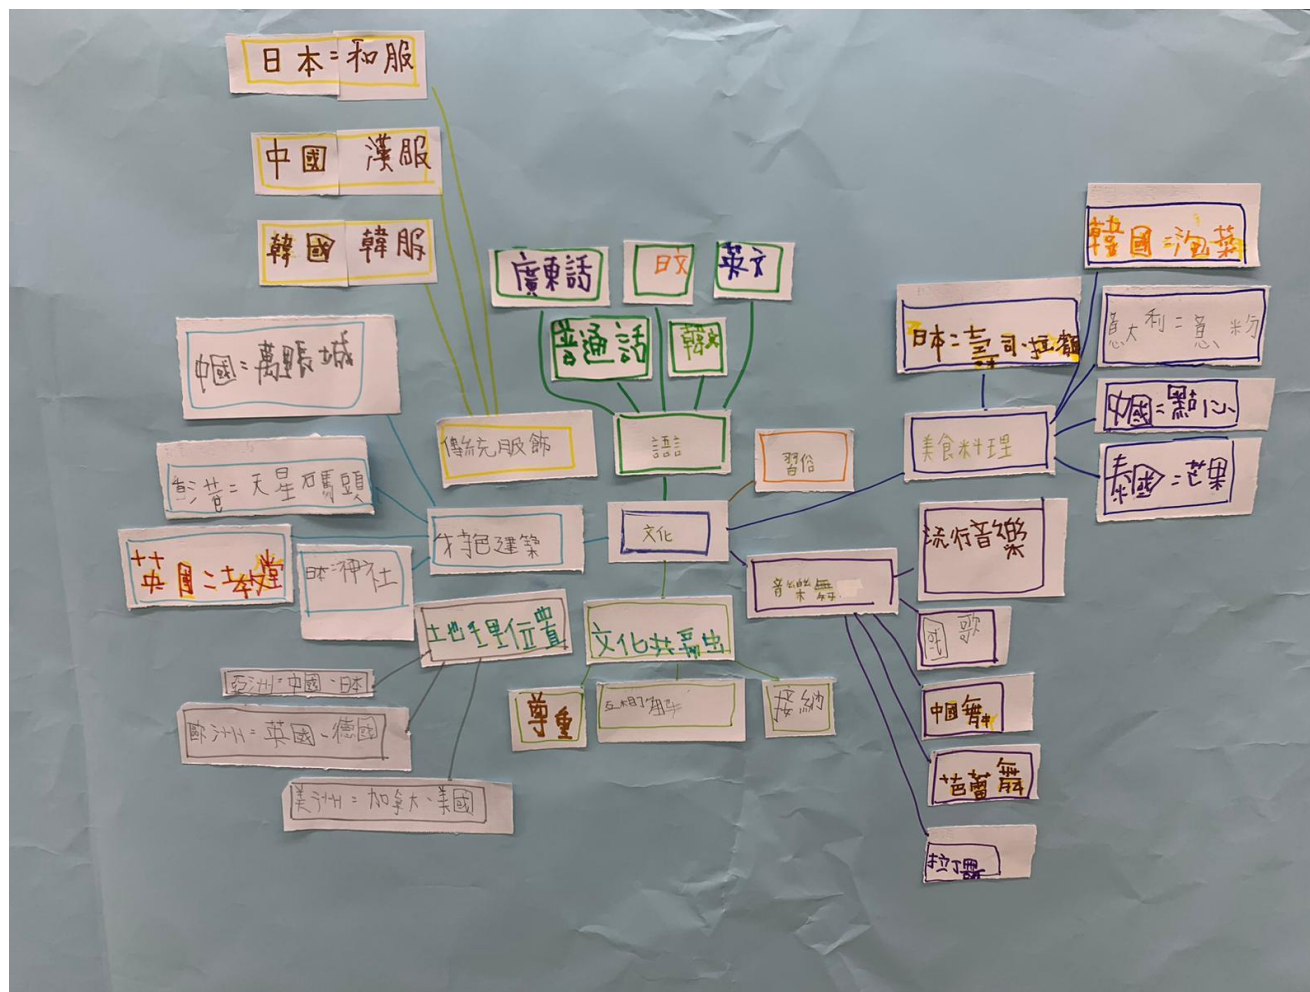 日本=和服
中國 漢服
韓國 韓服
廣東話
日文
英文
普通話
韓文
韓國=泡菜
日本=壽司、拉麵
意大利=意粉
中國=點心
泰國=芒果
中國=萬長城
香港=天星碼頭
英國=教堂
日本=神社
傳統服飾
語言
習俗
美食料理
特色建築
文化
音樂舞
流行音樂
國歌
中國舞
芭蕾舞
拉丁舞
土地位置
亞洲=中國、日本
歐洲=英國、德國
美洲=加拿大、美國
文化共融
尊重
互相理解
接納